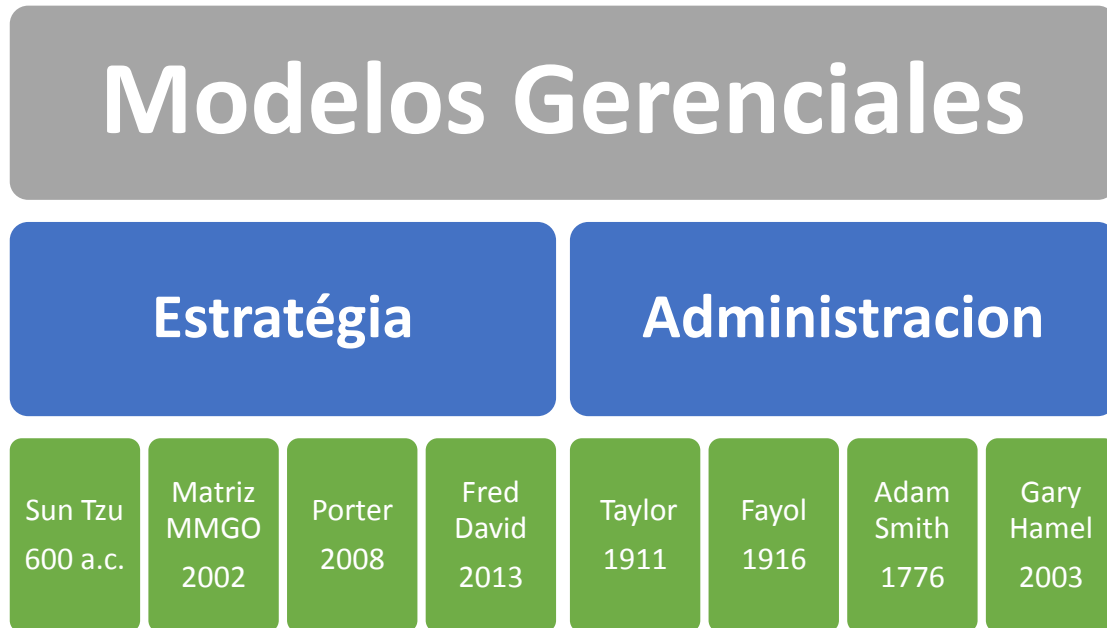 Modelos Gerenciales
Estratégia
Administracion
Sun Tzu
600 a.c.
Matriz
MMGO
2002
Porter
2008
Fred
David
2013
Taylor
1911
Fayol
1916
Adam
Smith
1776
Gary
Hamel
2003